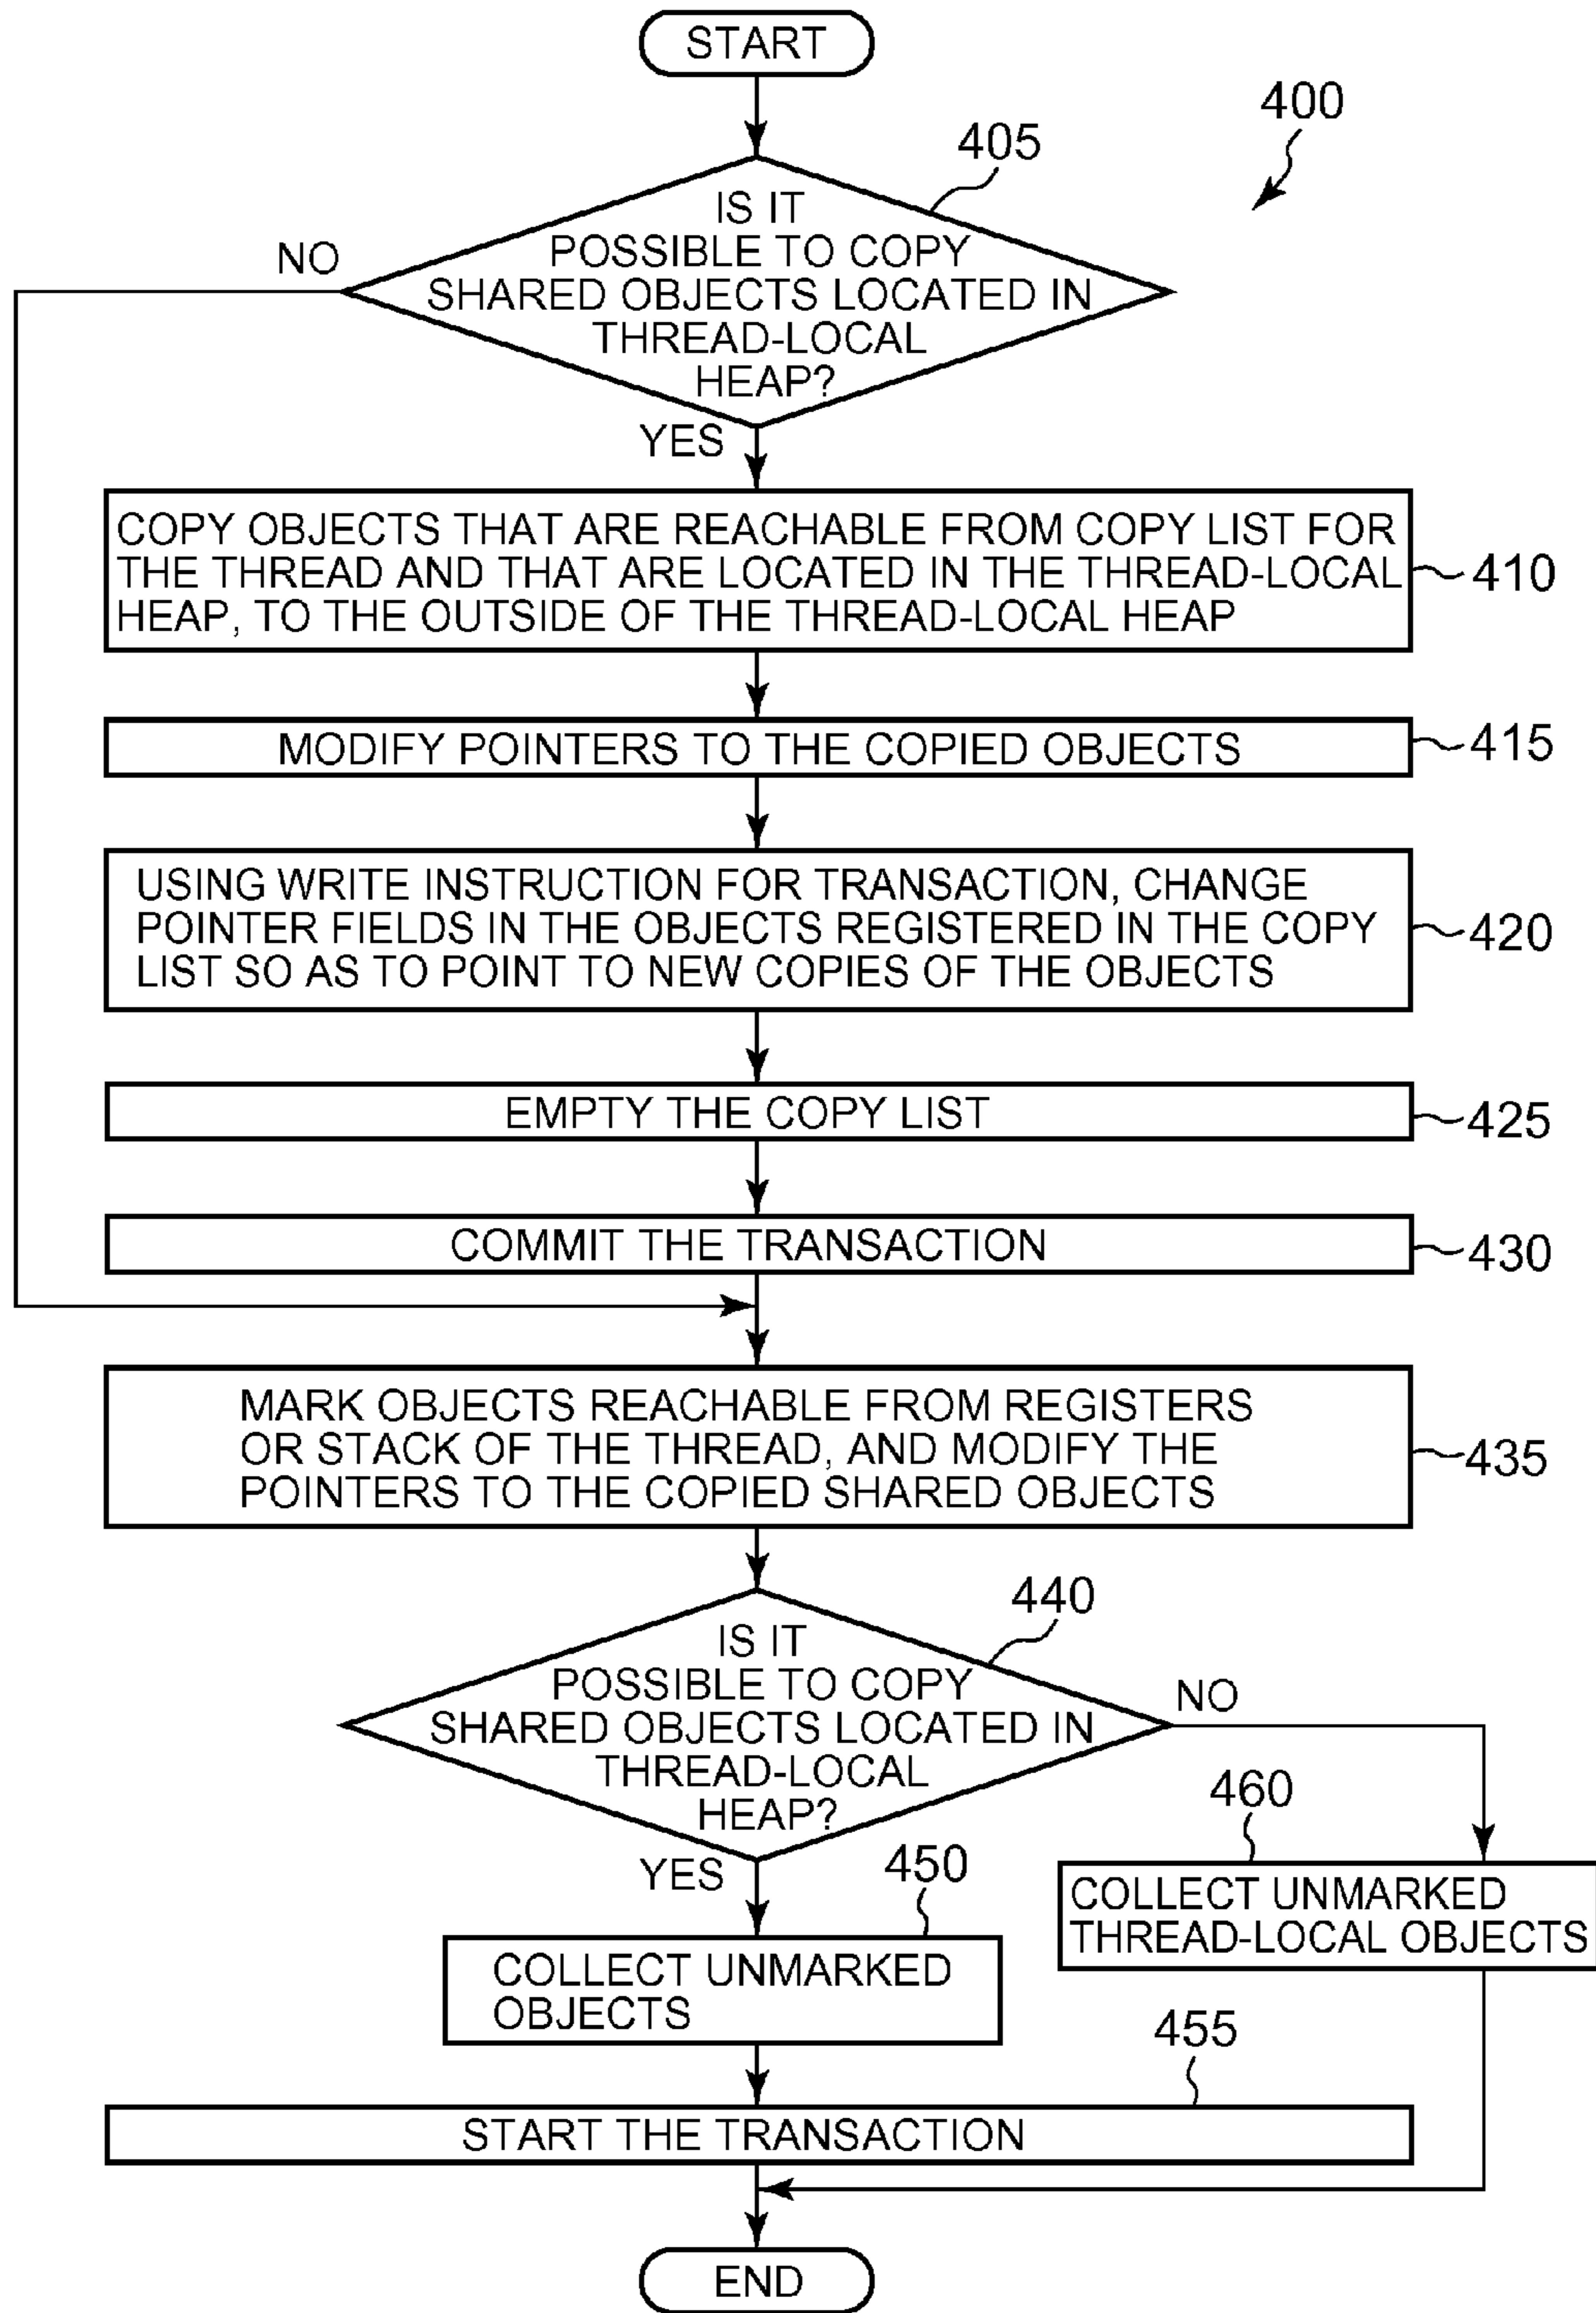 START
400
405
IS IT
POSSIBLE TO COPY
SHARED OBJECTS LOCATED IN
THREAD-LOCAL
HEAP?
NO
YES
COPY OBJECTS THAT ARE REACHABLE FROM COPY LIST FOR
THE THREAD AND THAT ARE LOCATED IN THE THREAD-LOCAL
HEAP, TO THE OUTSIDE OF THE THREAD-LOCAL HEAP
410
MODIFY POINTERS TO THE COPIED OBJECTS
415
USING WRITE INSTRUCTION FOR TRANSACTION, CHANGE
POINTER FIELDS IN THE OBJECTS REGISTERED IN THE COPY
LIST SO AS TO POINT TO NEW COPIES OF THE OBJECTS
420
EMPTY THE COPY LIST
425
COMMIT THE TRANSACTION
430
MARK OBJECTS REACHABLE FROM REGISTERS
OR STACK OF THE THREAD, AND MODIFY THE
POINTERS TO THE COPIED SHARED OBJECTS
435
440
IS IT
POSSIBLE TO COPY
SHARED OBJECTS LOCATED IN
THREAD-LOCAL
HEAP?
NO
YES
460
COLLECT UNMARKED
THREAD-LOCAL OBJECTS
450
COLLECT UNMARKED
OBJECTS
455
START THE TRANSACTION
END